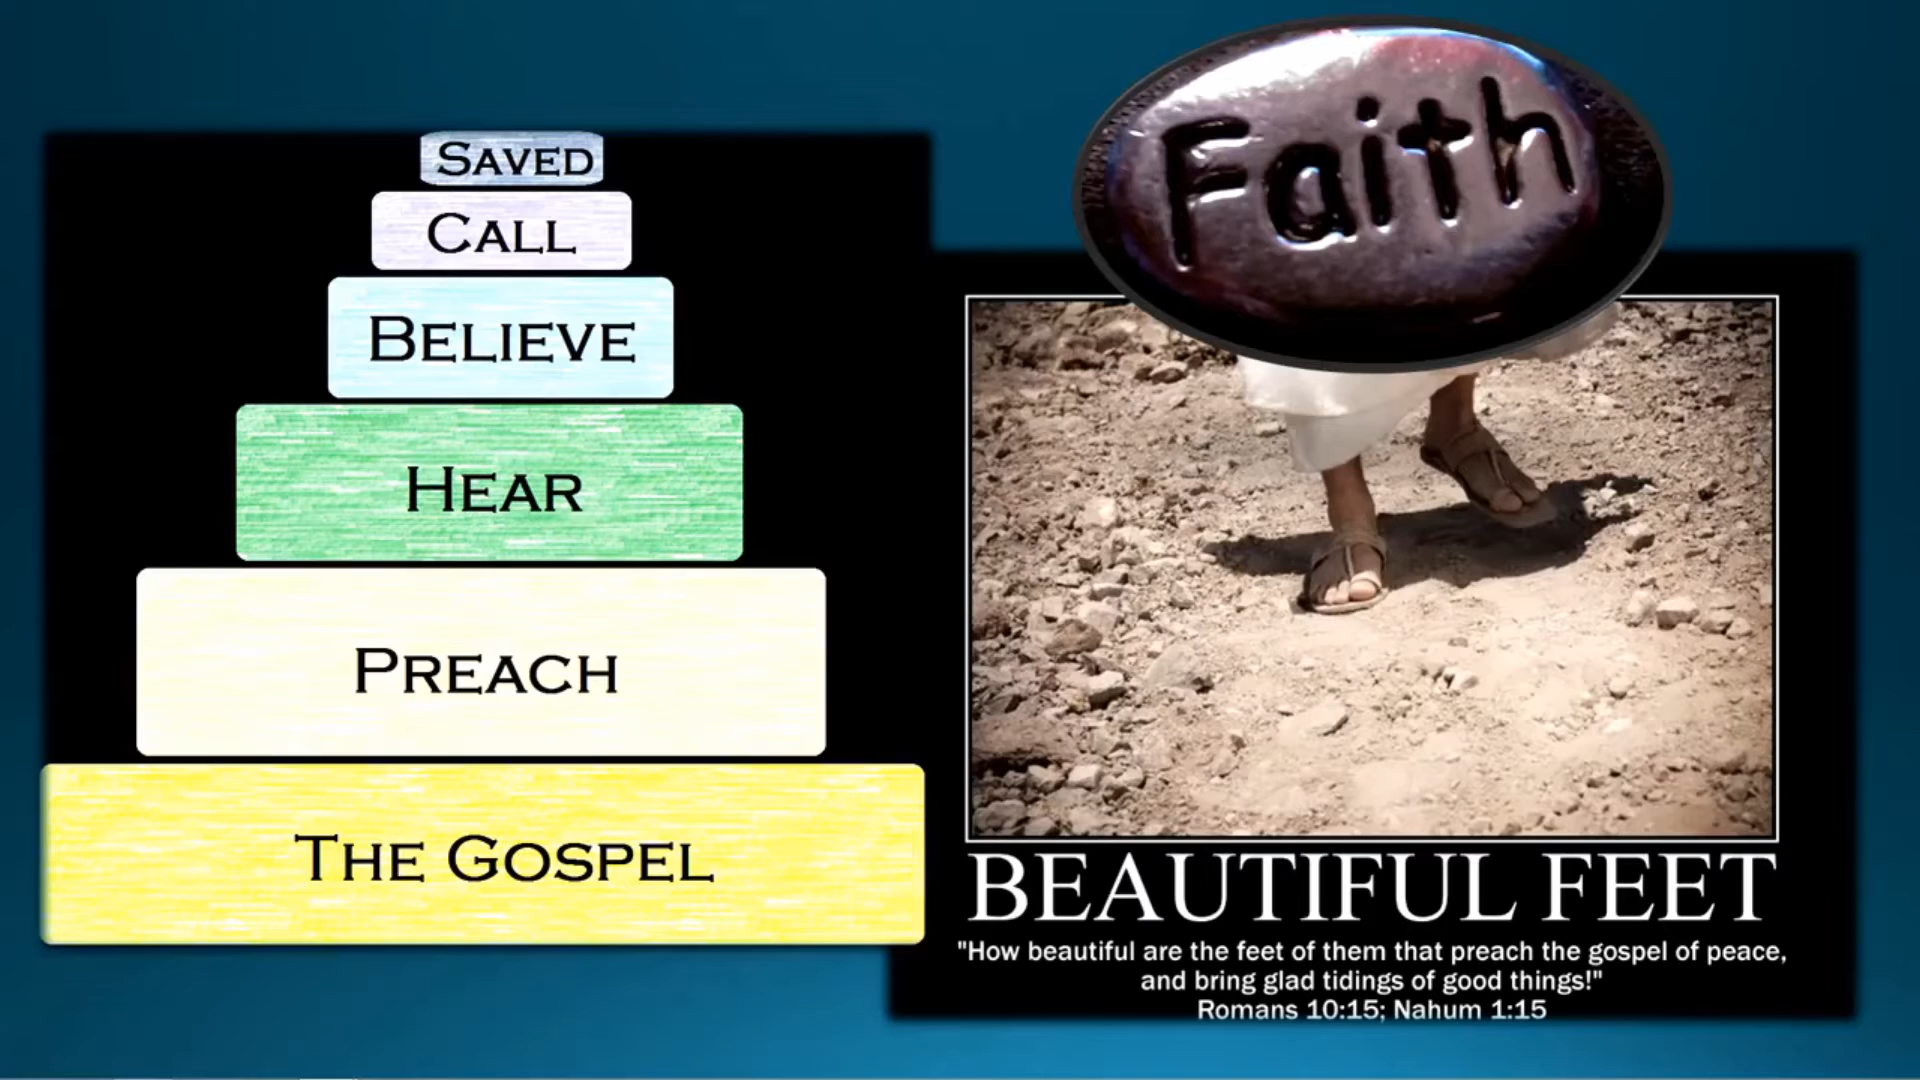 Saved
Call
Believe
Hear
Preach
The Gospel
Faith
BEAUTIFUL FEET
"How beautiful are the feet of them that preach the gospel of peace,
and bring glad tidings of good things!"
Romans 10:15; Nahum 1:15